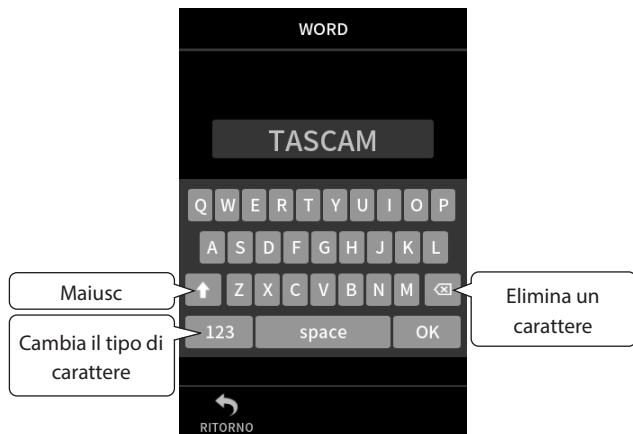 WORD
TASCAM
Q W E R T Y U I O P
A S D F G H J K L
Maiusc
Z X C V B N M
Elimina un
carattere
Cambia il tipo di
carattere
123 space OK
RITORNO